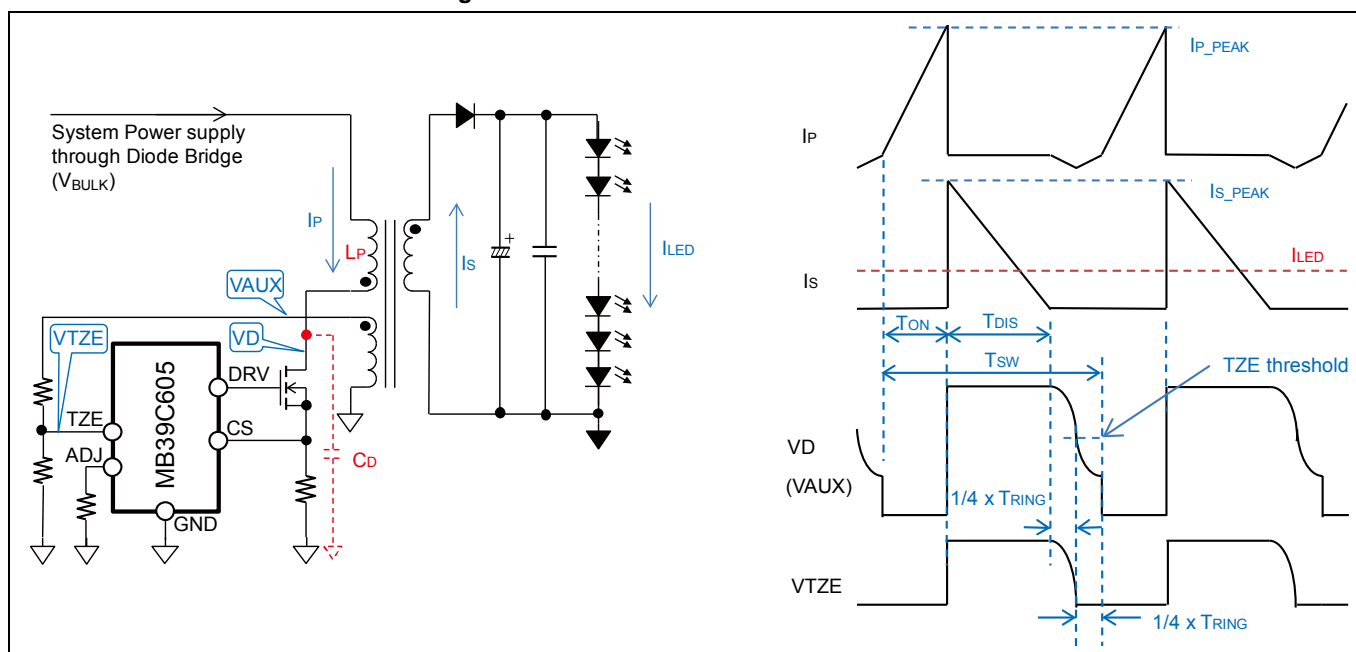 g
System Power supply
through Diode Bridge
(VBULK)
IP
LP
IS
ILED
VAUX
VTZE
VD
MB39C605
DRV
TZE
CS
ADJ
GND
CD
+
IP_PEAK
IP
IS_PEAK
ILED
IS
TON
TDIS
TSW
TZE threshold
VD
(VAUX)
1/4 x TRING
VTZE
1/4 x TRING